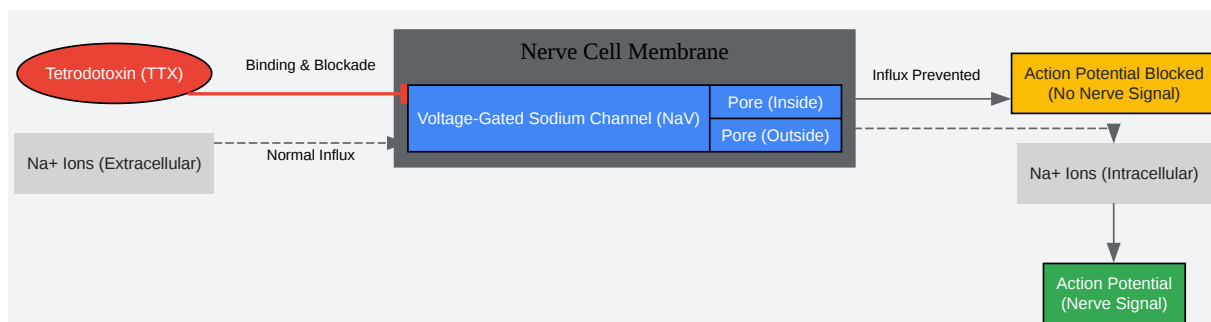 Nerve Cell Membrane
Tetrodotoxin (TTX)
Binding & Blockade
Influx Prevented
Action Potential Blocked
(No Nerve Signal)
Voltage-Gated Sodium Channel (NaV)
Pore (Inside)
Pore (Outside)
Na+ Ions (Extracellular)
Normal Influx
Na+ Ions (Intracellular)
Action Potential
(Nerve Signal)